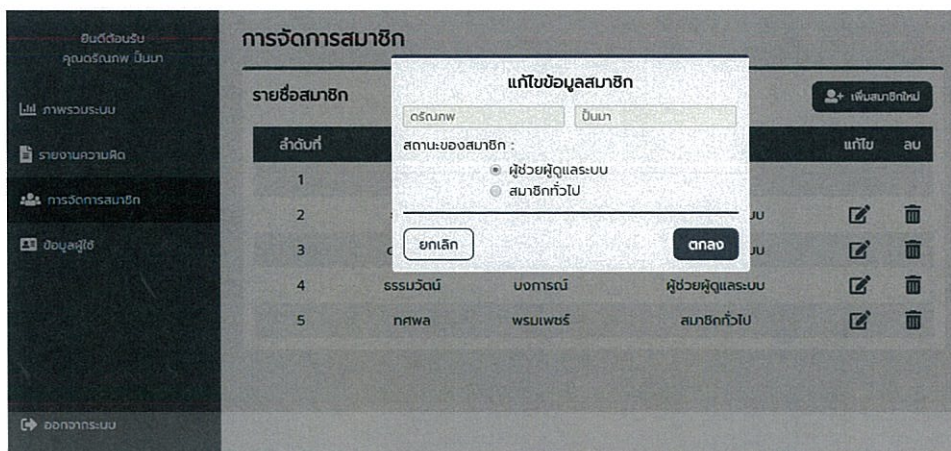 ยินดีต้อนรับ
คุณดรัณภพ ปั้นมา
ภาพรวมระบบ
รายงานความผิด
การจัดการสมาชิก
ข้อมูลผู้ใช้
ออกจากระบบ
การจัดการสมาชิก
รายชื่อสมาชิก
เพิ่มสมาชิกใหม่
ลำดับที่ แก้ไข ลบ
1
2
3
4 ธรรมวัตน์ บงการณ์ ผู้ช่วยผู้ดูแลระบบ
5 ทศพล พรมเพชร์ สมาชิกทั่วไป
แก้ไขข้อมูลสมาชิก
ดรัณภพ ปั้นมา
สถานะของสมาชิก :
ผู้ช่วยผู้ดูแลระบบ
สมาชิกทั่วไป
ยกเลิก ตกลง